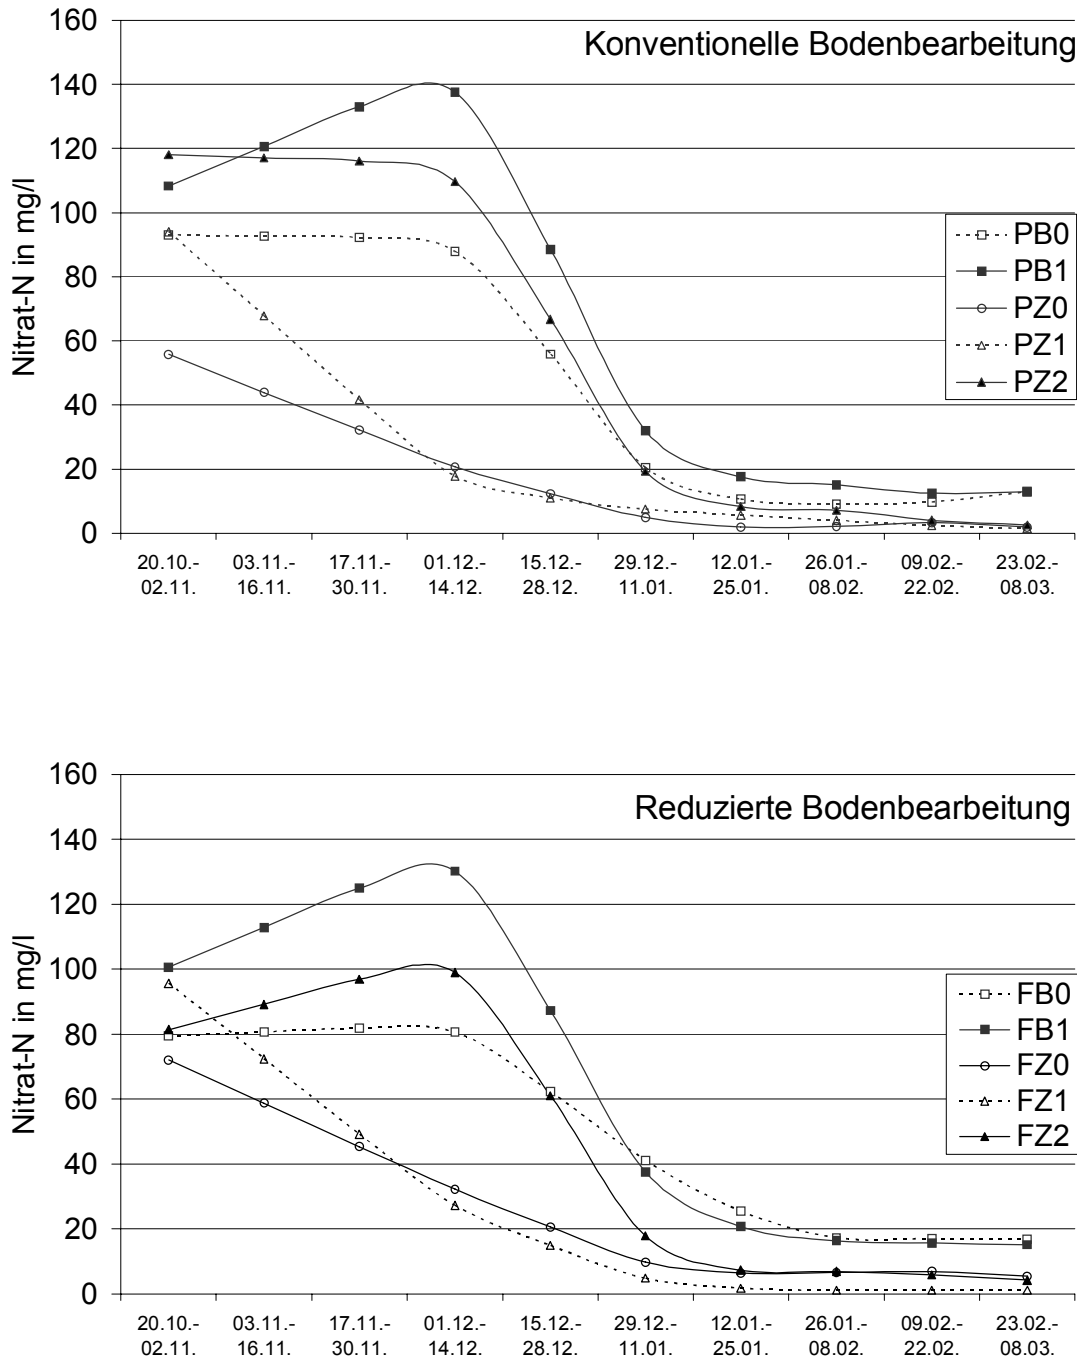 Konventionelle Bodenbearbeitung
Nitrat-N in mg/l
160
140
120
100
80
60
40
20
0
PB0
PB1
PZ0
PZ1
PZ2
20.10.- 03.11.- 17.11.- 01.12.- 15.12.- 29.12.- 12.01.- 26.01.- 09.02.- 23.02.-
02.11. 16.11. 30.11. 14.12. 28.12. 11.01. 25.01. 08.02. 22.02. 08.03.
Reduzierte Bodenbearbeitung
Nitrat-N in mg/l
160
140
120
100
80
60
40
20
0
FB0
FB1
FZ0
FZ1
FZ2
20.10.- 03.11.- 17.11.- 01.12.- 15.12.- 29.12.- 12.01.- 26.01.- 09.02.- 23.02.-
02.11. 16.11. 30.11. 14.12. 28.12. 11.01. 25.01. 08.02. 22.02. 08.03.